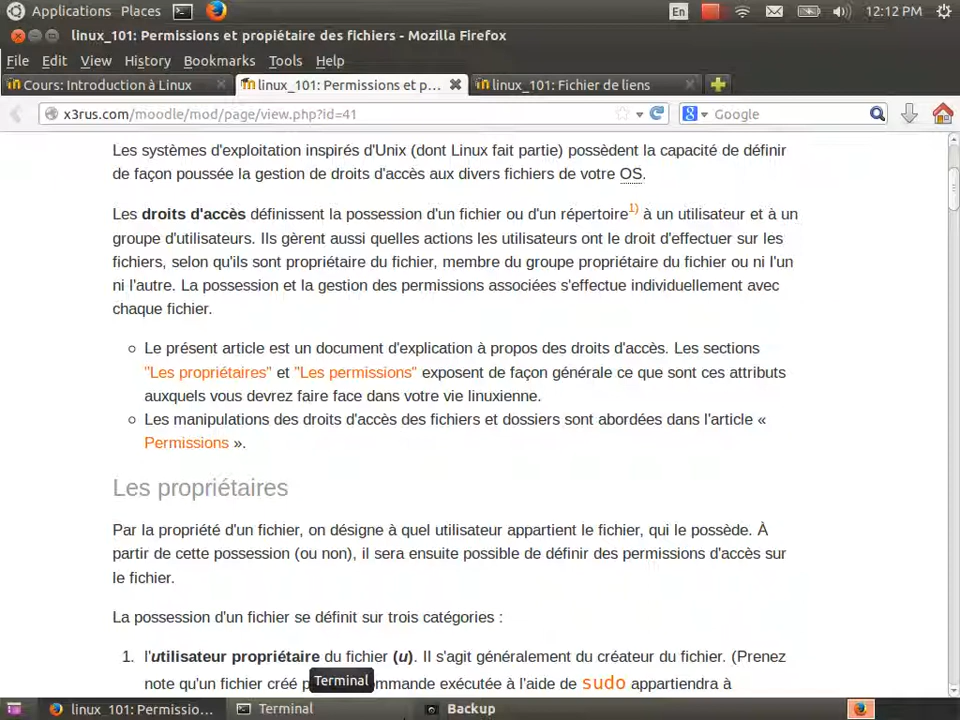 Applications Places En 12:12 PM
linux_101: Permissions et propiétaire des fichiers - Mozilla Firefox
File Edit View History Bookmarks Tools Help
Cours: Introduction à Linux linux_101: Permissions et p... linux_101: Fichier de liens
x3rus.com/moodle/mod/page/view.php?id=41 Google
Les systèmes d'exploitation inspirés d'Unix (dont Linux fait partie) possèdent la capacité de définir
de façon poussée la gestion de droits d'accès aux divers fichiers de votre OS.
Les droits d'accès définissent la possession d'un fichier ou d'un répertoire1) à un utilisateur et à un
groupe d'utilisateurs. Ils gèrent aussi quelles actions les utilisateurs ont le droit d'effectuer sur les
fichiers, selon qu'ils sont propriétaire du fichier, membre du groupe propriétaire du fichier ou ni l'un
ni l'autre. La possession et la gestion des permissions associées s'effectue individuellement avec
chaque fichier.
Le présent article est un document d'explication à propos des droits d'accès. Les sections
"Les propriétaires" et "Les permissions" exposent de façon générale ce que sont ces attributs
auxquels vous devrez faire face dans votre vie linuxienne.
Les manipulations des droits d'accès des fichiers et dossiers sont abordées dans l'article «
Permissions ».
Les propriétaires
Par la propriété d'un fichier, on désigne à quel utilisateur appartient le fichier, qui le possède. À
partir de cette possession (ou non), il sera ensuite possible de définir des permissions d'accès sur
le fichier.
La possession d'un fichier se définit sur trois catégories :
1. l'utilisateur propriétaire du fichier (u). Il s'agit généralement du créateur du fichier. (Prenez
note qu'un fichier créé Terminal exécutée à l'aide de sudo appartiendra à
linux_101: Permissio... Terminal Backup